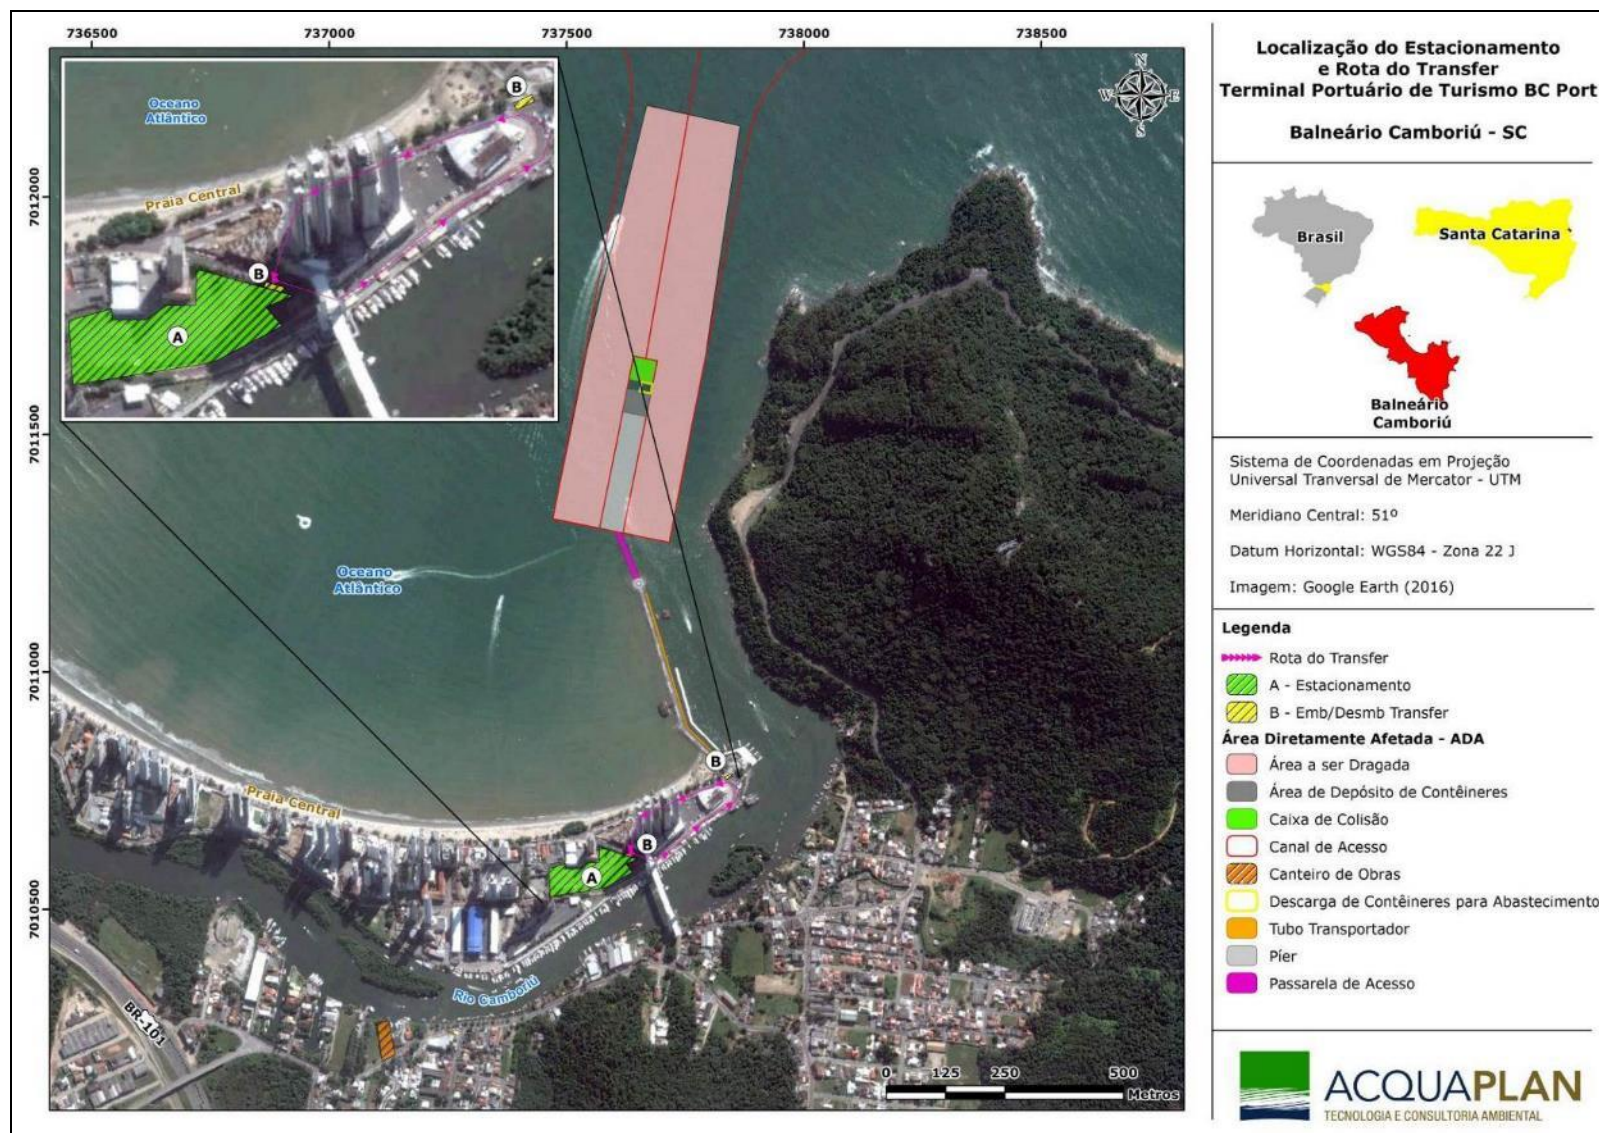 736500
737000
737500
738000
738500
7012000
7011500
7011000
7010500
Oceano
Atlântico
Praia Central
B
B
A
N
W
E
S
Oceano
Atlântico
Praia Central
B
B
A
Rio Camboriú
BR-101
0
125
250
500
Metros
Localização do Estacionamento
e Rota do Transfer
Terminal Portuário de Turismo BC Port
Balneário Camboriú - SC
Brasil
Santa Catarina
Balneário
Camboriú
Sistema de Coordenadas em Projeção
Universal Tranversal de Mercator - UTM
Meridiano Central: 51º
Datum Horizontal: WGS84 - Zona 22 J
Imagem: Google Earth (2016)
Legenda
Rota do Transfer
A - Estacionamento
B - Emb/Desmb Transfer
Área Diretamente Afetada - ADA
Área a ser Dragada
Área de Depósito de Contêineres
Caixa de Colisão
Canal de Acesso
Canteiro de Obras
Descarga de Contêineres para Abastecimento
Tubo Transportador
Píer
Passarela de Acesso
ACQUAPLAN
TECNOLOGIA E CONSULTORIA AMBIENTAL